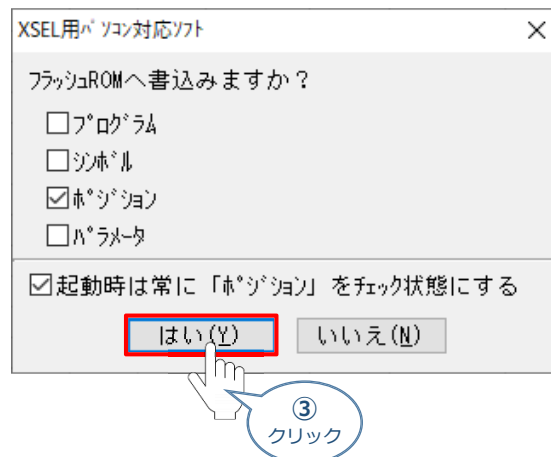 XSEL用ﾊﾟｿｺﾝ対応ｿﾌﾄ
ﾌﾗｯｼｭROMへ書込みますか？
ﾌﾟﾛｸﾞﾗﾑ
ｼﾝﾎﾞﾙ
ﾎﾟｼﾞｼｮﾝ
ﾊﾟﾗﾒｰﾀ
起動時は常に「ﾎﾟｼﾞｼｮﾝ」をﾁｪｯｸ状態にする
はい(Y) いいえ(N)
③
クリック